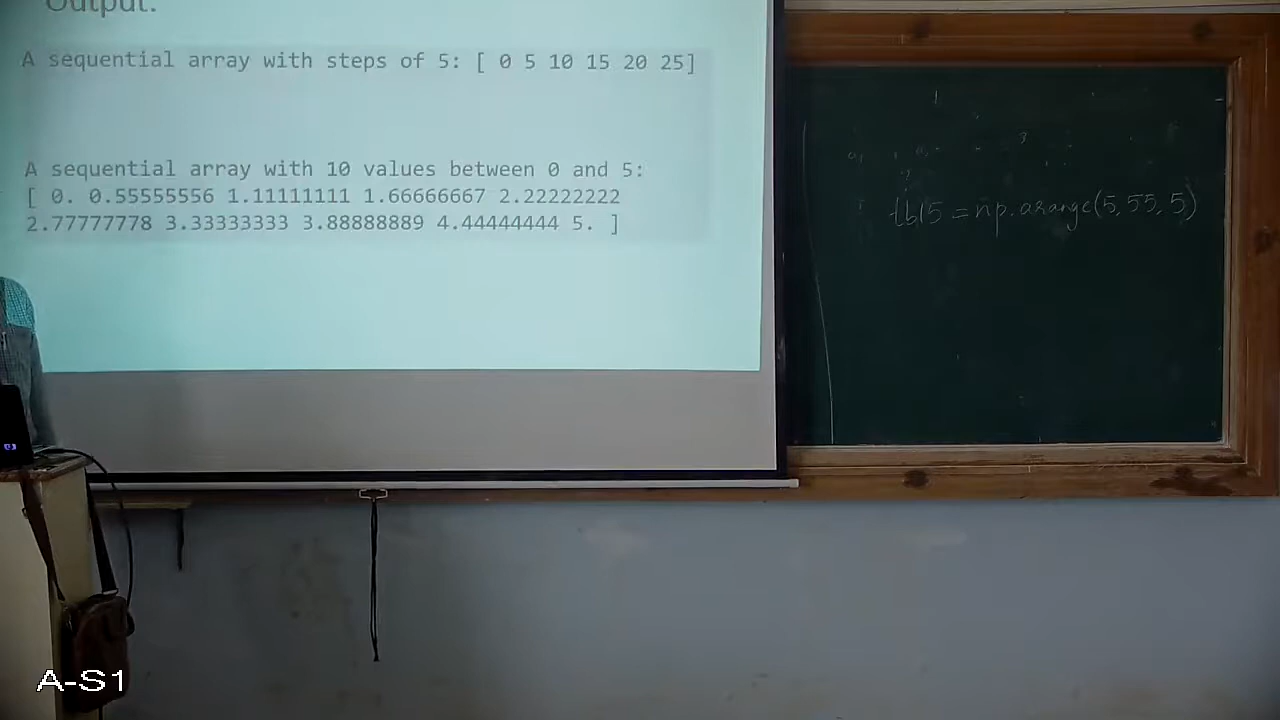 Output:
A sequential array with steps of 5: [ 0 5 10 15 20 25]
A sequential array with 10 values between 0 and 5:
[ 0. 0.55555556 1.11111111 1.66666667 2.22222222
2.77777778 3.33333333 3.88888889 4.44444444 5. ]
tbl5 = np.arange(5, 55, 5)
A-S1